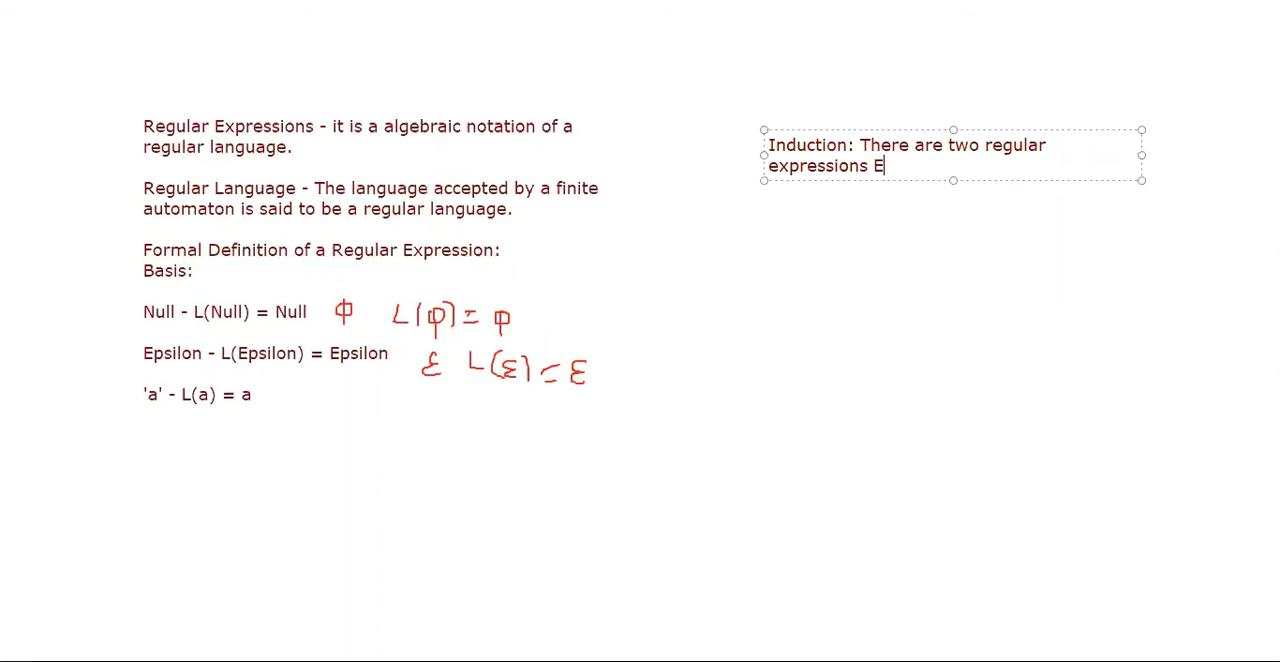 Regular Expressions - it is a algebraic notation of a
regular language.
Regular Language - The language accepted by a finite
automaton is said to be a regular language.
Formal Definition of a Regular Expression:
Basis:
Null - L(Null) = Null φ L(φ) = φ
Epsilon - L(Epsilon) = Epsilon ε L(ε) = ε
'a' - L(a) = a
Induction: There are two regular
expressions E